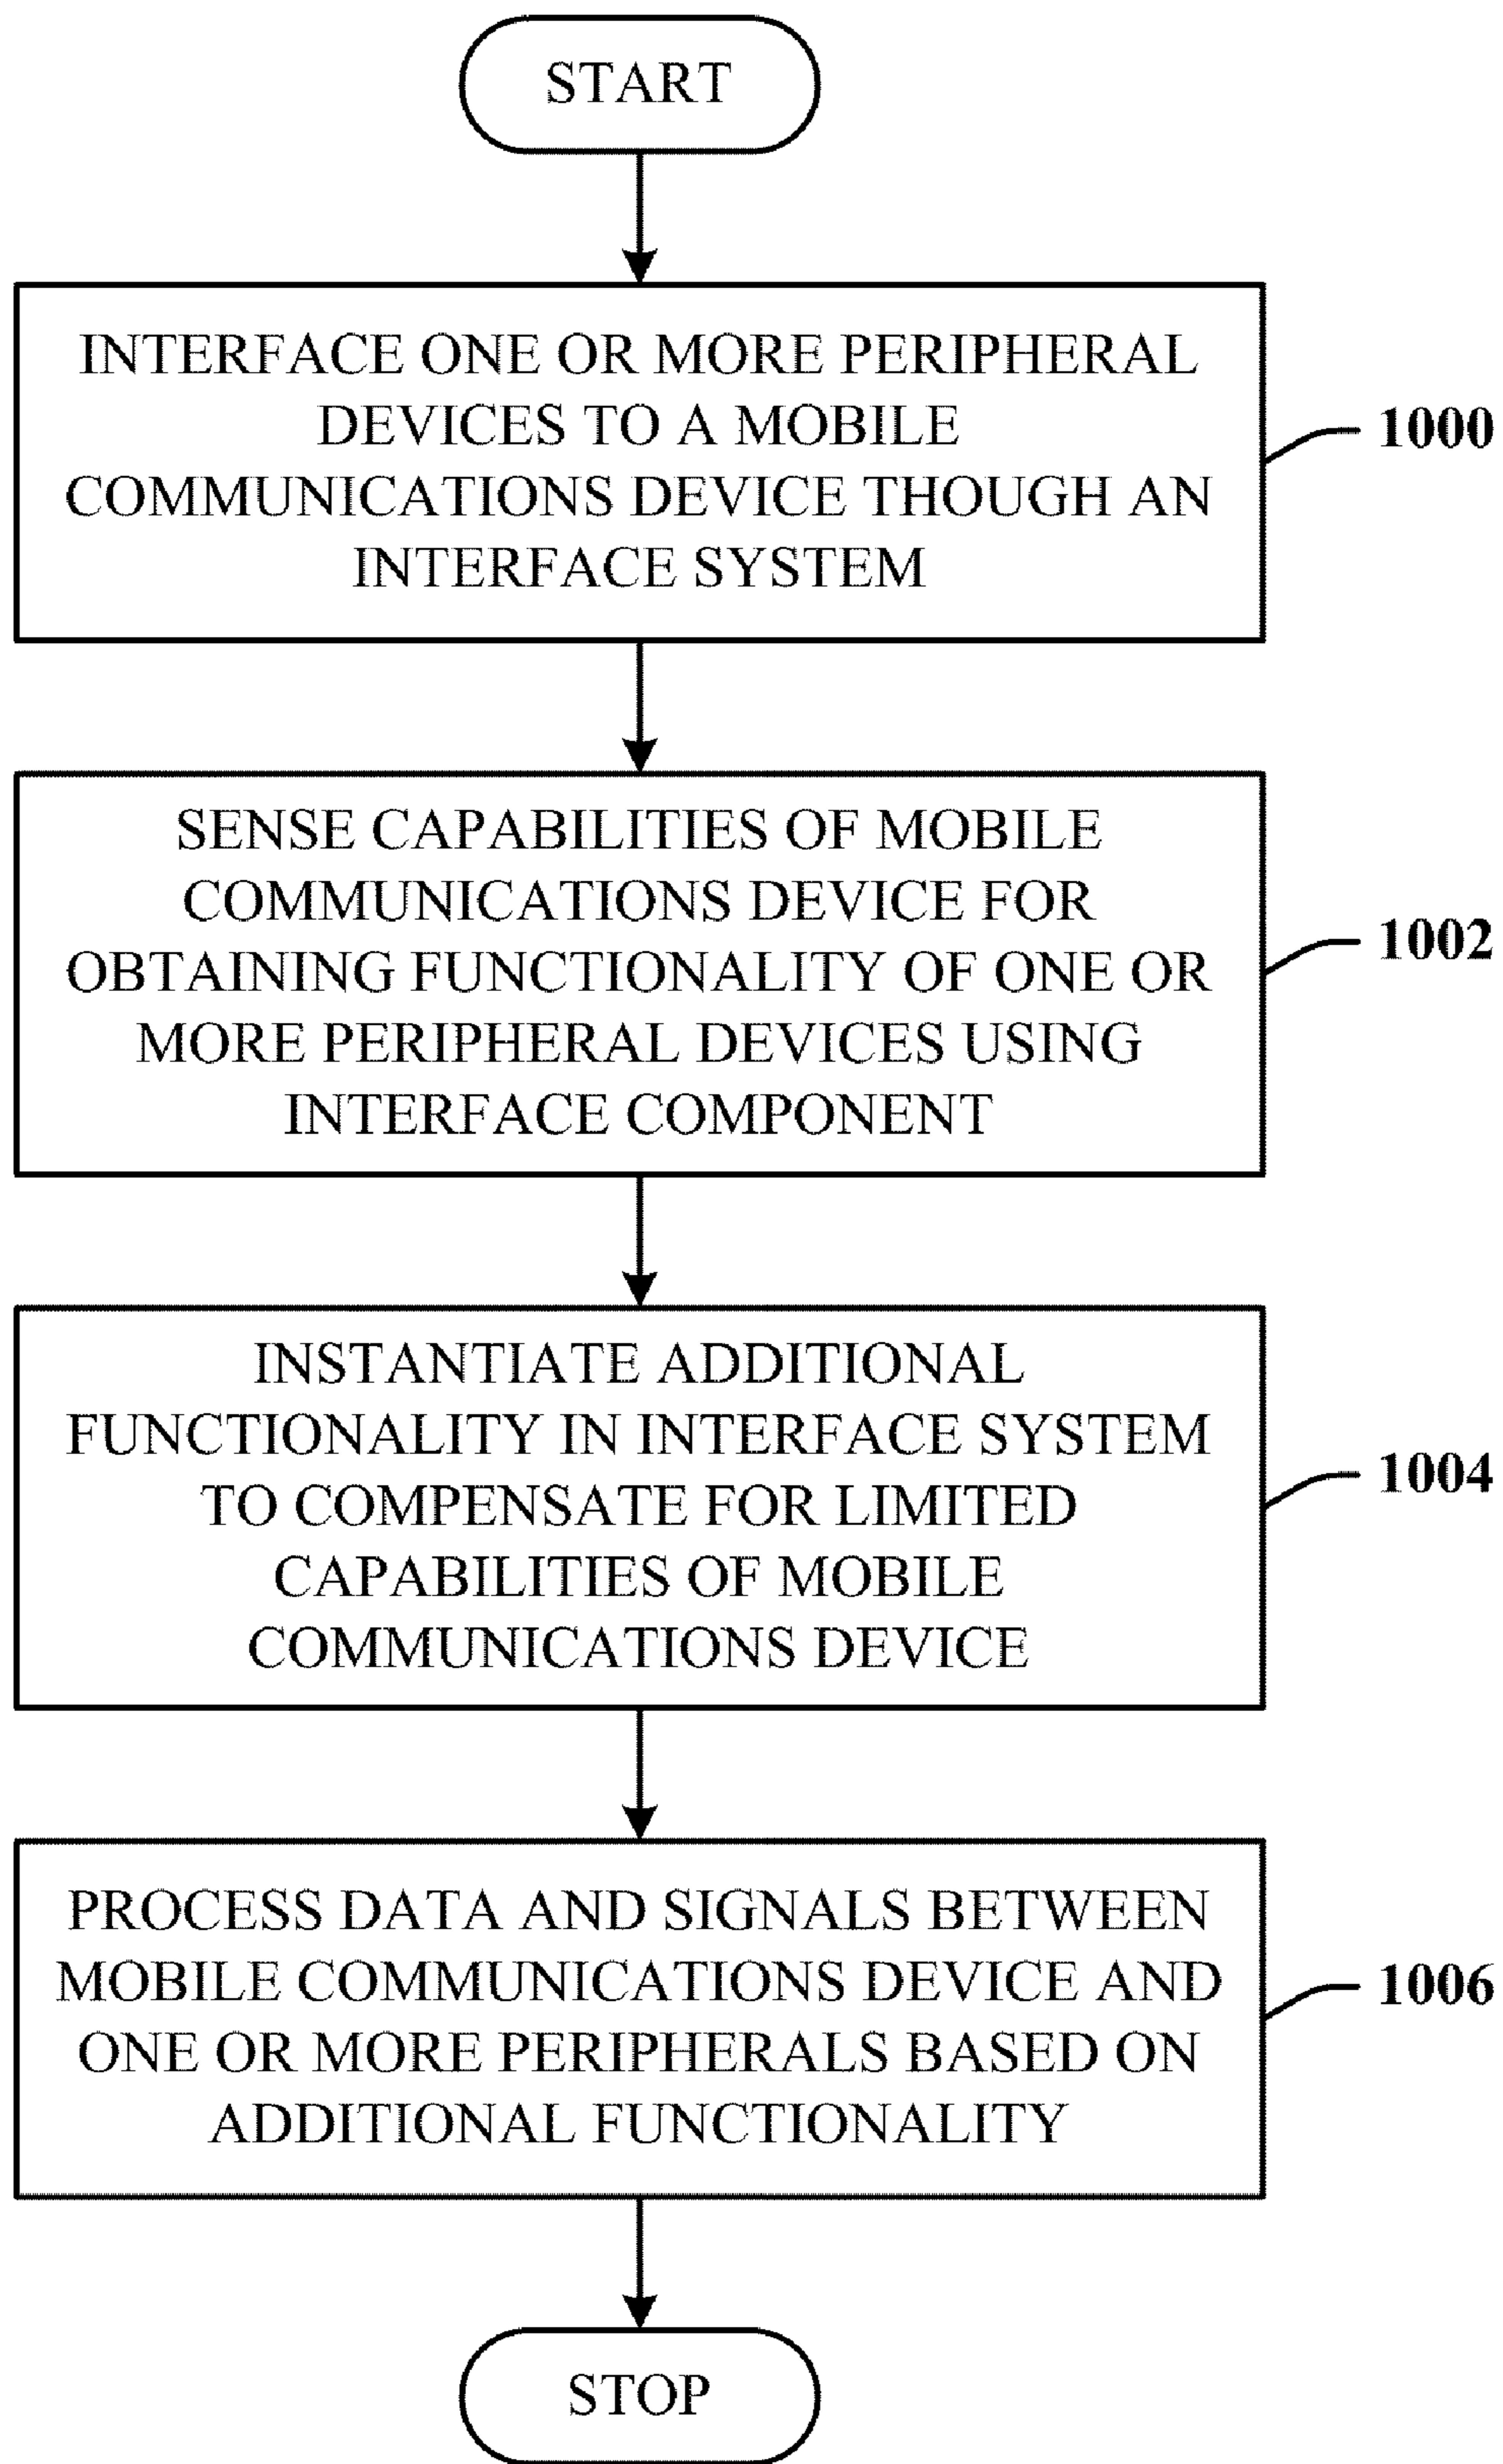 START
INTERFACE ONE OR MORE PERIPHERAL
DEVICES TO A MOBILE
COMMUNICATIONS DEVICE THOUGH AN
INTERFACE SYSTEM
1000
SENSE CAPABILITIES OF MOBILE
COMMUNICATIONS DEVICE FOR
OBTAINING FUNCTIONALITY OF ONE OR
MORE PERIPHERAL DEVICES USING
INTERFACE COMPONENT
1002
INSTANTIATE ADDITIONAL
FUNCTIONALITY IN INTERFACE SYSTEM
TO COMPENSATE FOR LIMITED
CAPABILITIES OF MOBILE
COMMUNICATIONS DEVICE
1004
PROCESS DATA AND SIGNALS BETWEEN
MOBILE COMMUNICATIONS DEVICE AND
ONE OR MORE PERIPHERALS BASED ON
ADDITIONAL FUNCTIONALITY
1006
STOP